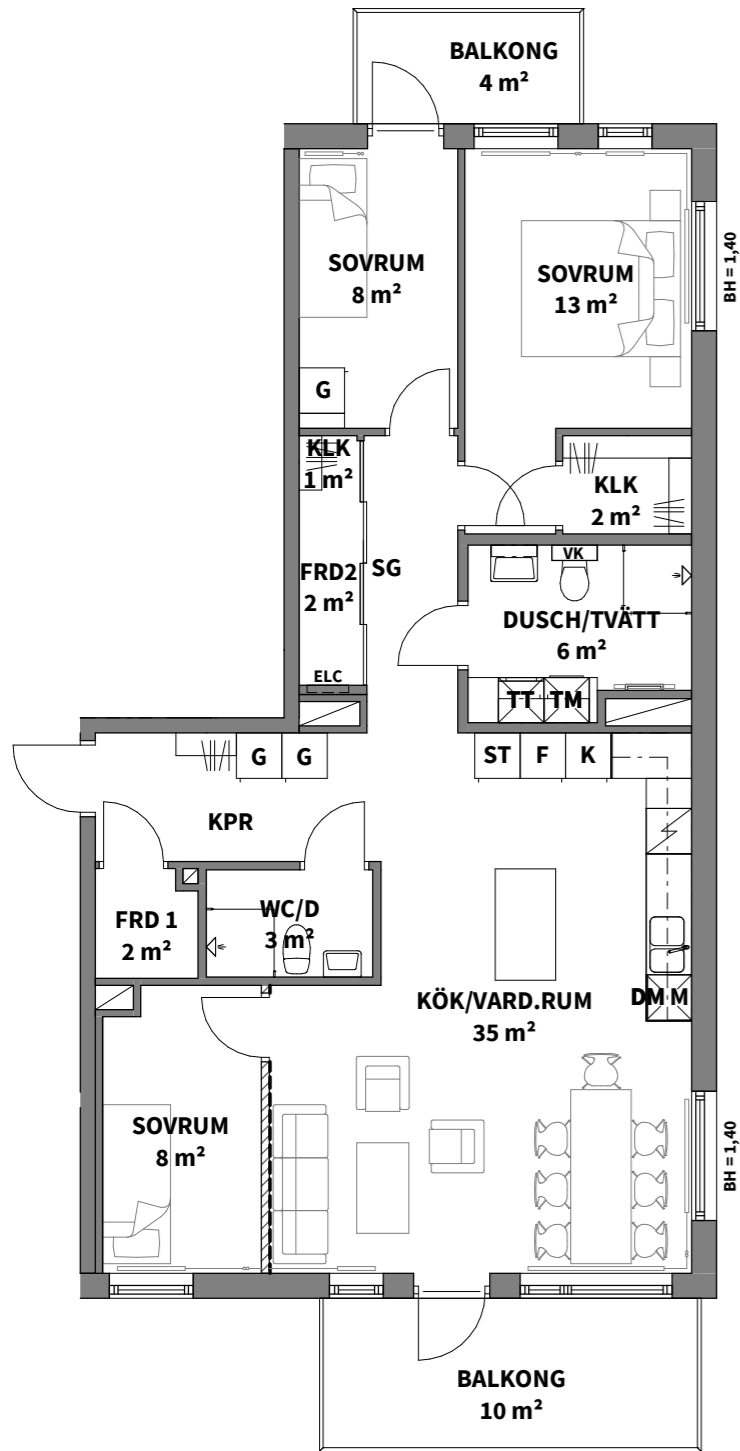 BALKONG
4 m²
SOVRUM
8 m²
SOVRUM
13 m²
BH = 1,40
G
KLK
1 m²
KLK
2 m²
FRD2
2 m²
SG
VK
DUSCH/TVÄTT
6 m²
ELC
TT
TM
G
G
ST
F
K
KPR
FRD 1
2 m²
WC/D
3 m²
KÖK/VARD.RUM
35 m²
DM M
SOVRUM
8 m²
BH = 1,40
BALKONG
10 m²